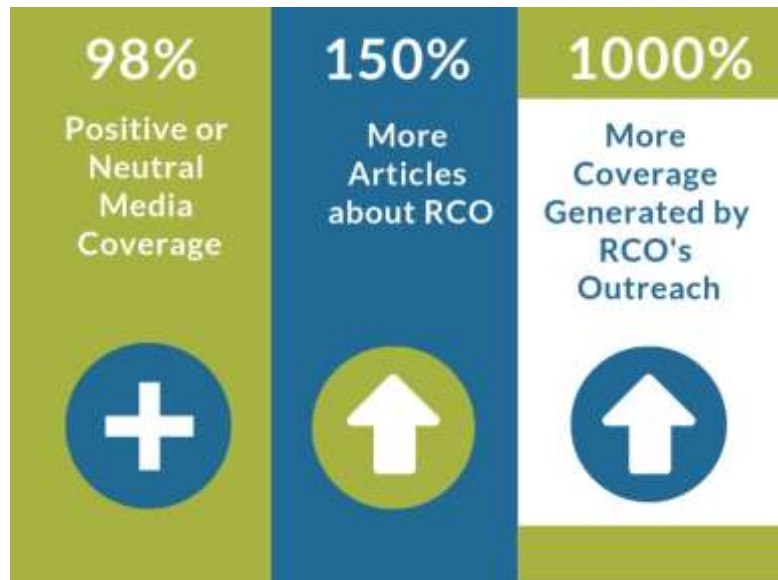 98%
Positive or
Neutral
Media
Coverage
150%
More
Articles
about RCO
1000%
More
Coverage
Generated by
RCO's
Outreach